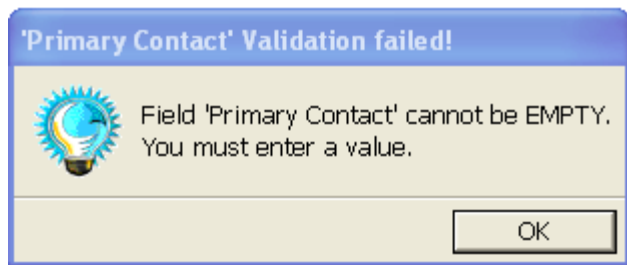 'Primary Contact' Validation failed!
Field 'Primary Contact' cannot be EMPTY.
You must enter a value.
OK